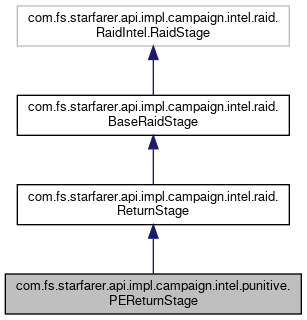 com.fs.starfarer.api.impl.campaign.intel.raid.
RaidIntel.RaidStage
com.fs.starfarer.api.impl.campaign.intel.raid.
BaseRaidStage
com.fs.starfarer.api.impl.campaign.intel.raid.
ReturnStage
com.fs.starfarer.api.impl.campaign.intel.punitive.
PEReturnStage